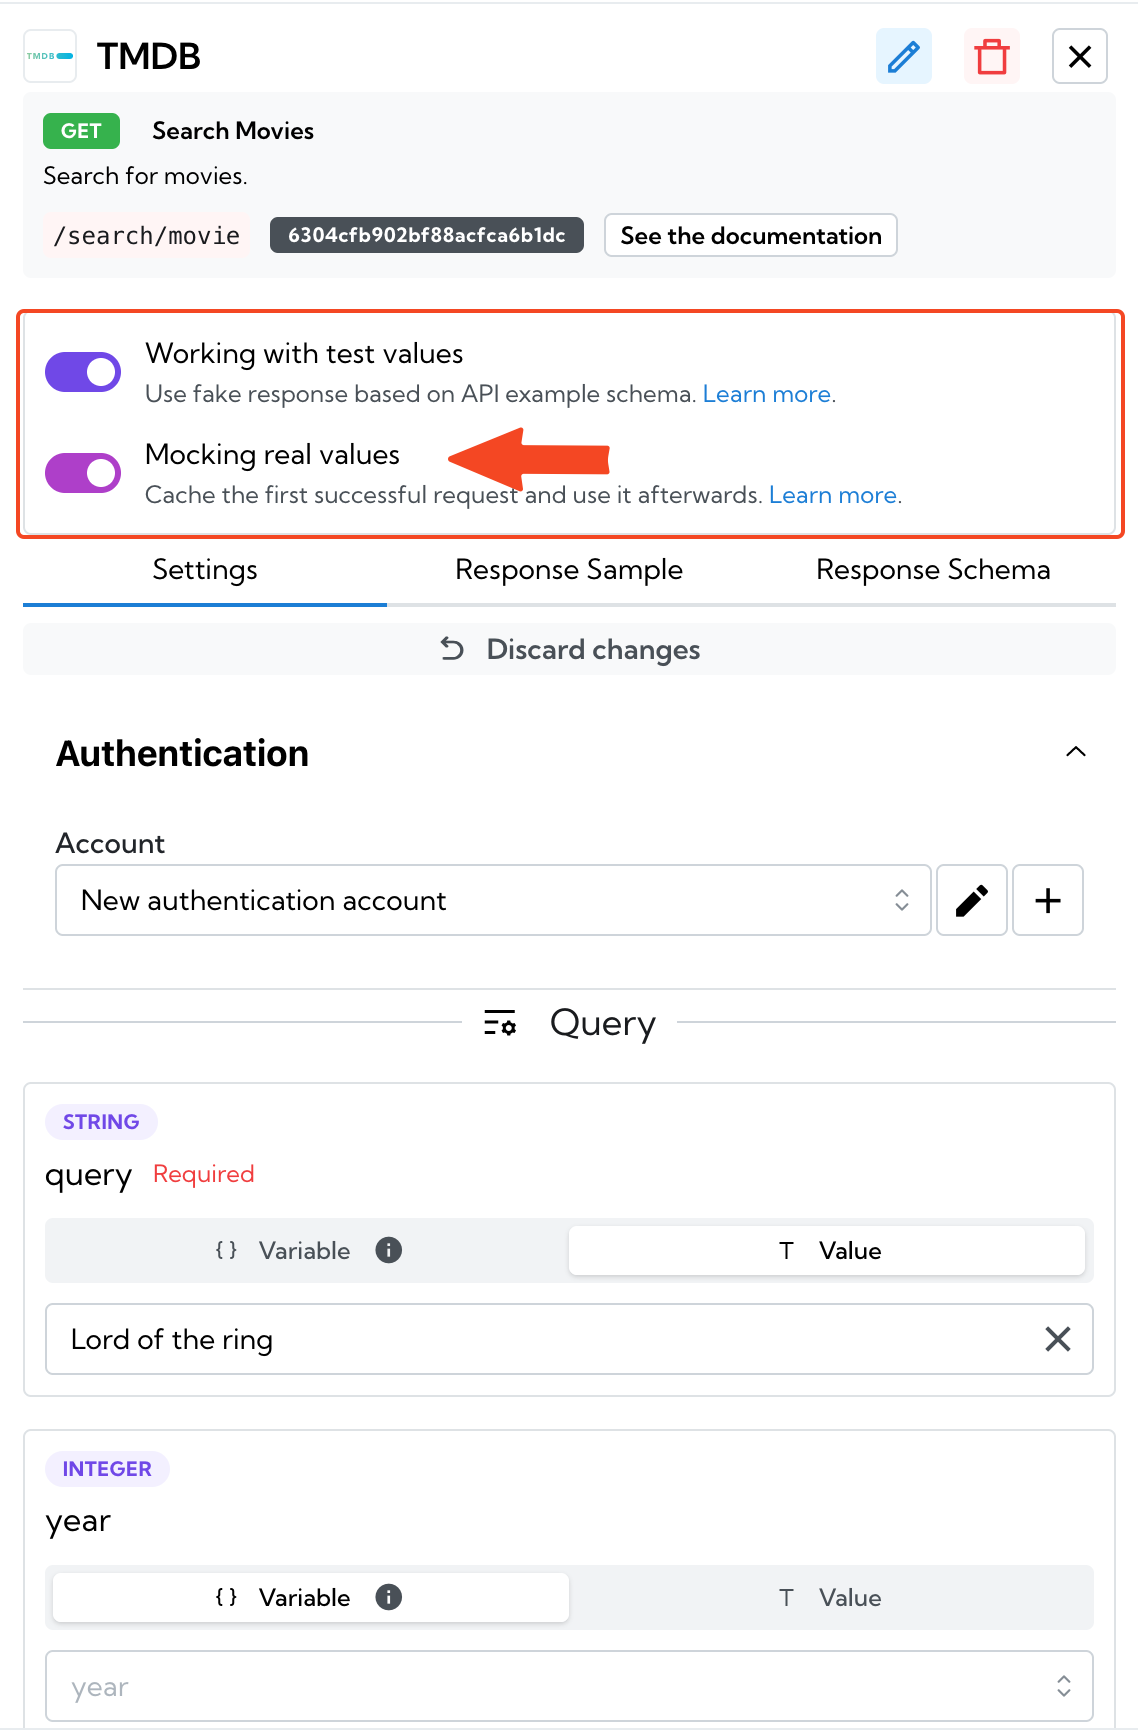 TMDB TMDB
GET Search Movies
Search for movies.
/search/movie 6304cfb902bf88acfca6b1dc See the documentation
Working with test values
Use fake response based on API example schema. Learn more.
Mocking real values
Cache the first successful request and use it afterwards. Learn more.
Settings Response Sample Response Schema
Discard changes
Authentication
Account
New authentication account
Query
STRING
query Required
{ } Variable i T Value
Lord of the ring
INTEGER
year
{ } Variable i T Value
year